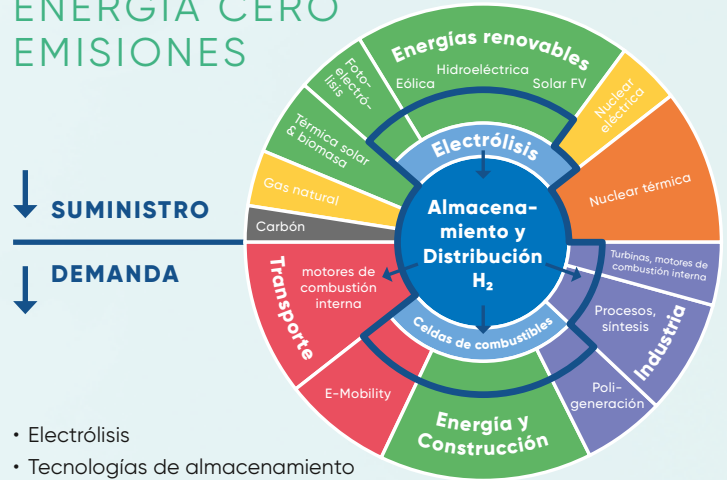 ENERGÍA CERO
EMISIONES
Energías renovables
Hidroeléctrica
Eólica
Solar FV
Foto-
electró-
lisis
Nuclear
eléctrica
Térmica solar
& biomasa
Electrólisis
Nuclear térmica
Gas natural
Carbón
SUMINISTRO
DEMANDA
Almacena-
miento y
Distribución
H₂
Turbinas, motores de
combustión interna
Transporte
motores de
combustión
interna
Procesos,
síntesis
Industria
Celdas de combustibles
E-Mobility
Poli-
generación
Energía y
Construcción
• Electrólisis
• Tecnologías de almacenamiento